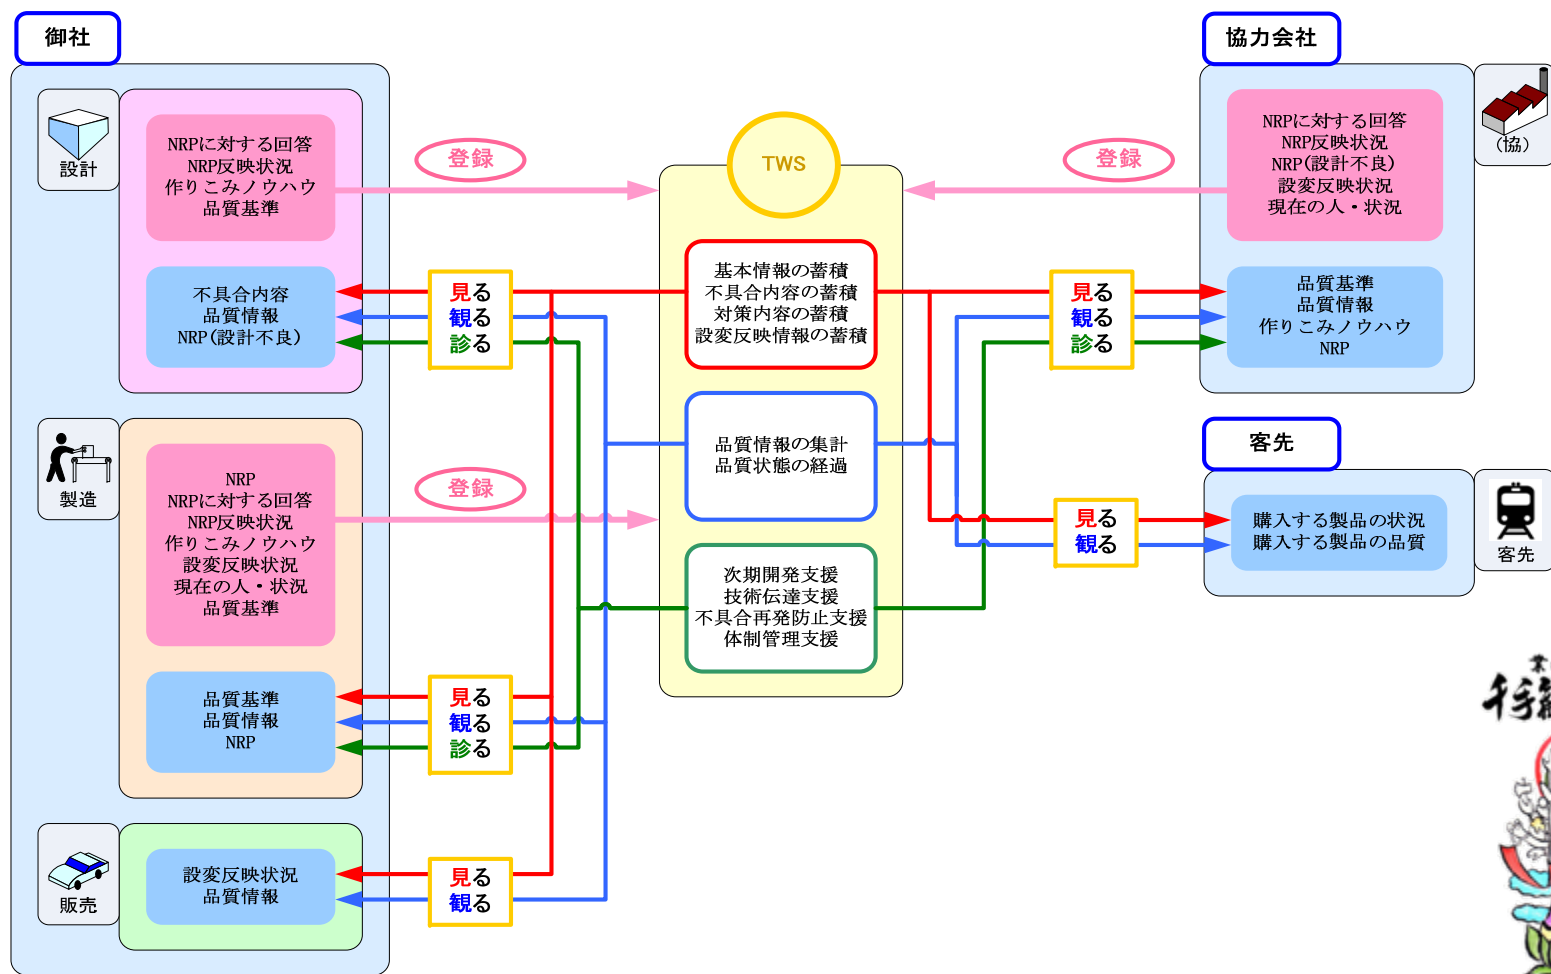 御社
設計
NRPに対する回答
NRP反映状況
作りこみノウハウ
品質基準
登録
不具合内容
品質情報
NRP(設計不良)
見る
観る
診る
製造
NRP
NRPに対する回答
NRP反映状況
作りこみノウハウ
設変反映状況
現在の人・状況
品質基準
登録
品質基準
品質情報
NRP
見る
観る
診る
販売
設変反映状況
品質情報
見る
観る
TWS
基本情報の蓄積
不具合内容の蓄積
対策内容の蓄積
設変反映情報の蓄積
品質情報の集計
品質状態の経過
次期開発支援
技術伝達支援
不具合再発防止支援
体制管理支援
協力会社
(協)
登録
NRPに対する回答
NRP反映状況
NRP(設計不良)
設変反映状況
現在の人・状況
見る
観る
診る
品質基準
品質情報
作りこみノウハウ
NRP
客先
客先
見る
観る
購入する製品の状況
購入する製品の品質